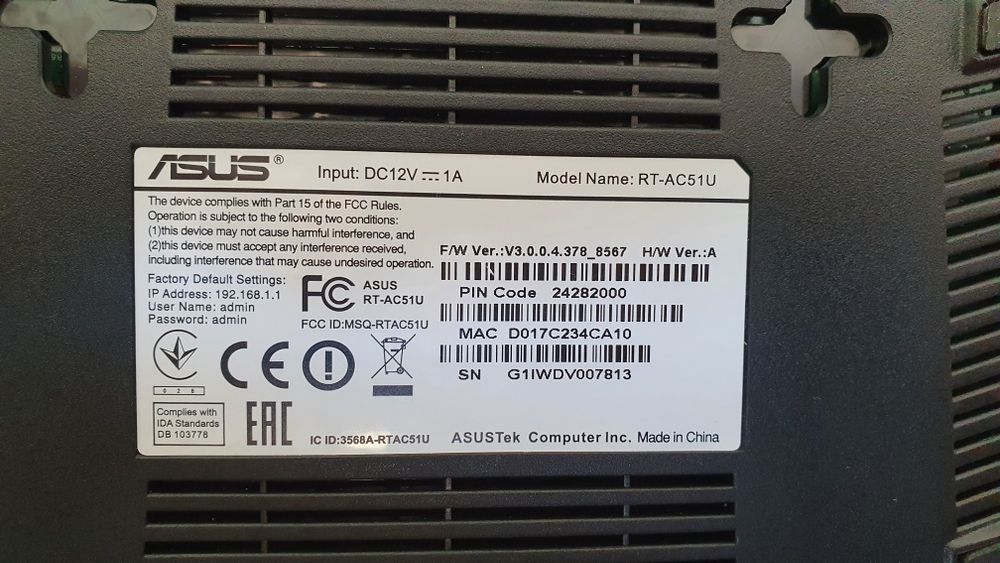 ASUS®
Input: DC12V ⎓ 1A
Model Name: RT-AC51U
The device complies with Part 15 of the FCC Rules.
Operation is subject to the following two conditions:
(1)this device may not cause harmful interference, and
(2)this device must accept any interference received,
including interference that may cause undesired operation.
Factory Default Settings:
IP Address: 192.168.1.1
User Name: admin
Password: admin
FC
ASUS
RT-AC51U
FCC ID:MSQ-RTAC51U
F/W Ver.:V3.0.0.4.378_8567 H/W Ver.:A
PIN Code 24282000
MAC D017C234CA10
SN G1IWDV007813
028
CE
Complies with
IDA Standards
DB 103778
EAC
IC ID:3568A-RTAC51U
ASUSTek Computer Inc. Made in China